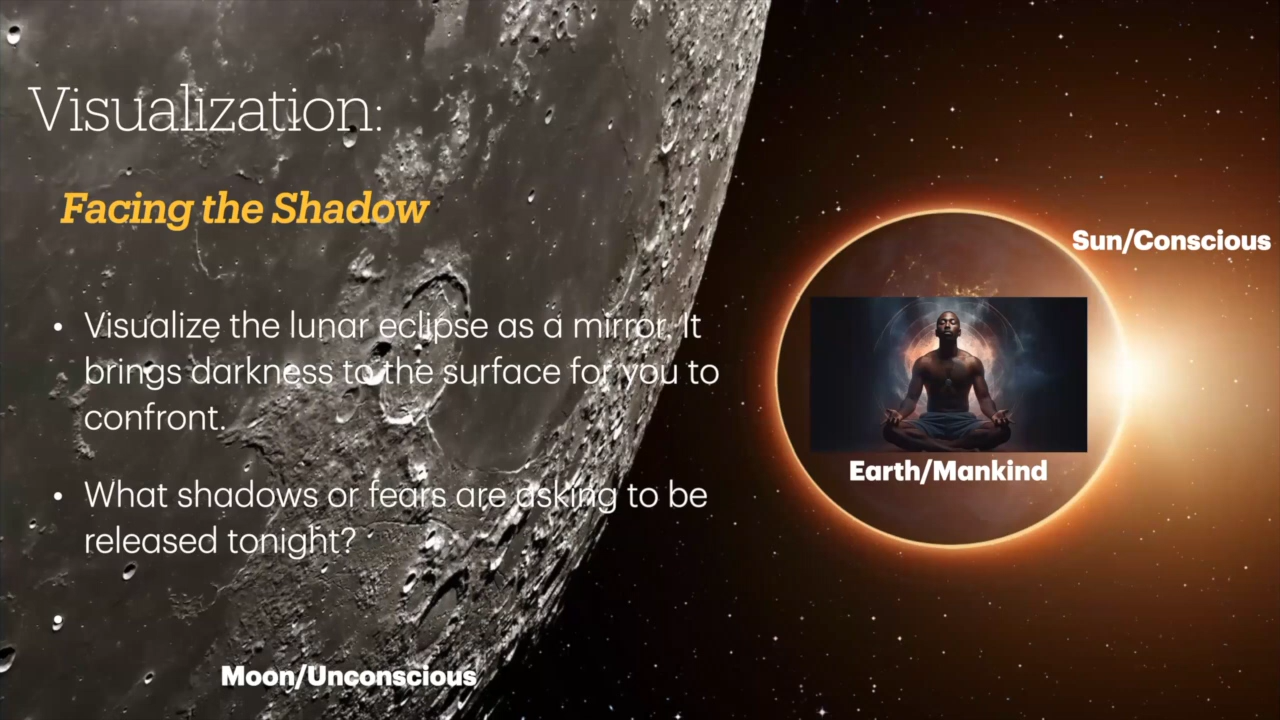 Visualization:
Facing the Shadow
• Visualize the lunar eclipse as a mirror. It
brings darkness to the surface for you to
confront.
• What shadows or fears are asking to be
released tonight?
•
Moon/Unconscious
Sun/Conscious
Earth/Mankind